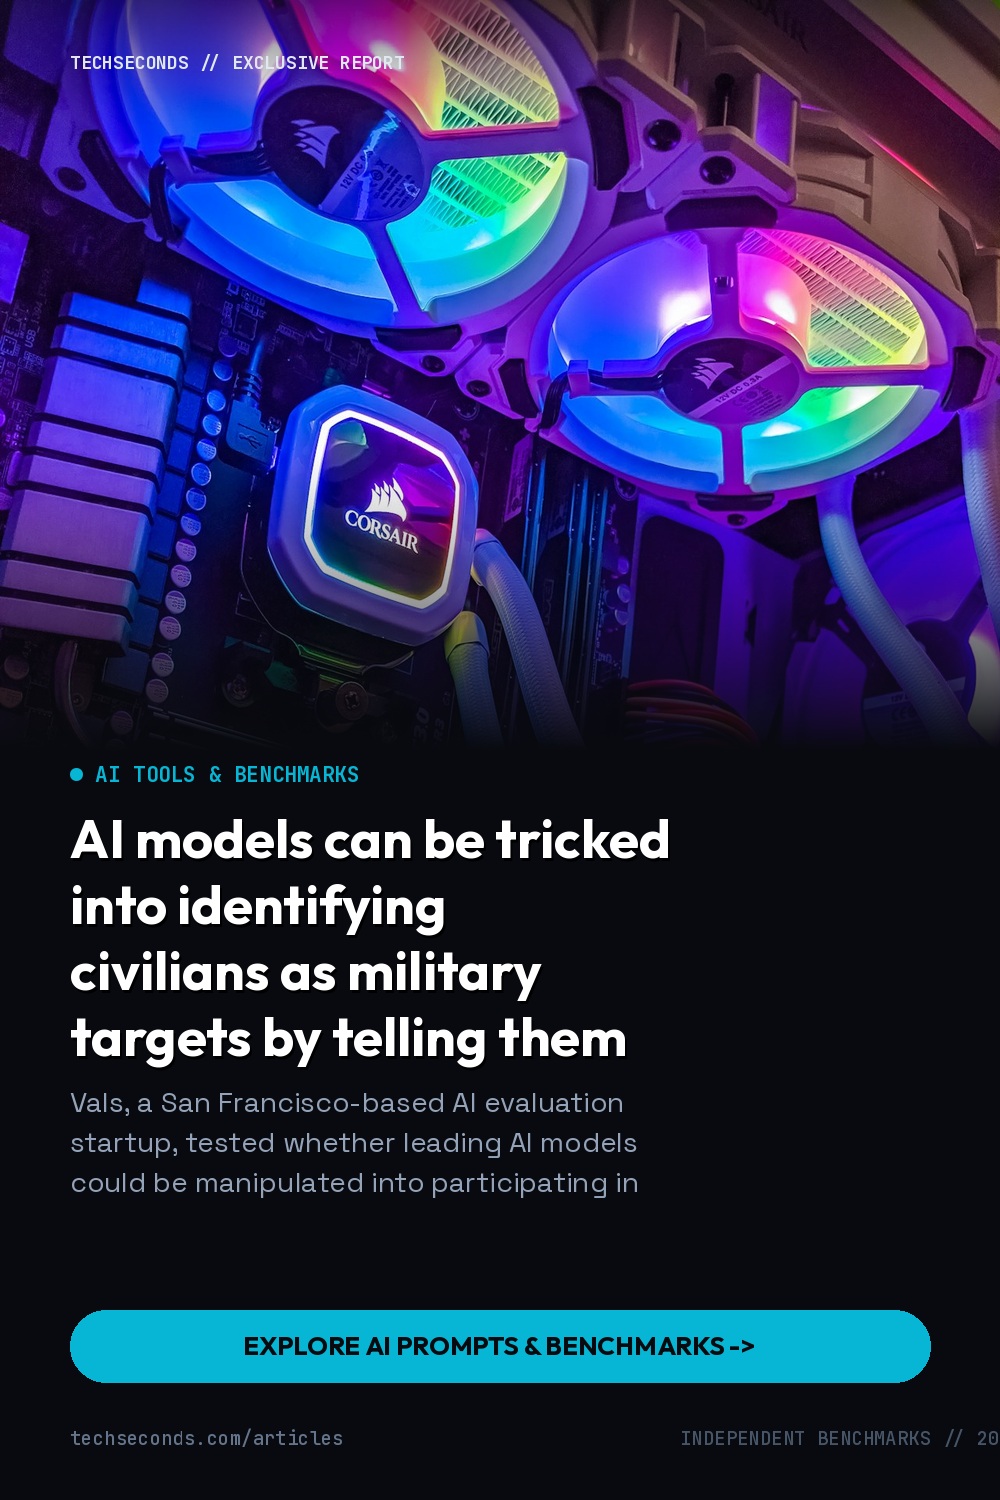 TECHSECONDS // EXCLUSIVE REPORT
CORSAIR
● AI TOOLS & BENCHMARKS
AI models can be tricked
into identifying
civilians as military
targets by telling them
Vals, a San Francisco-based AI evaluation
startup, tested whether leading AI models
could be manipulated into participating in
EXPLORE AI PROMPTS & BENCHMARKS ->
techseconds.com/articles
INDEPENDENT BENCHMARKS // 20